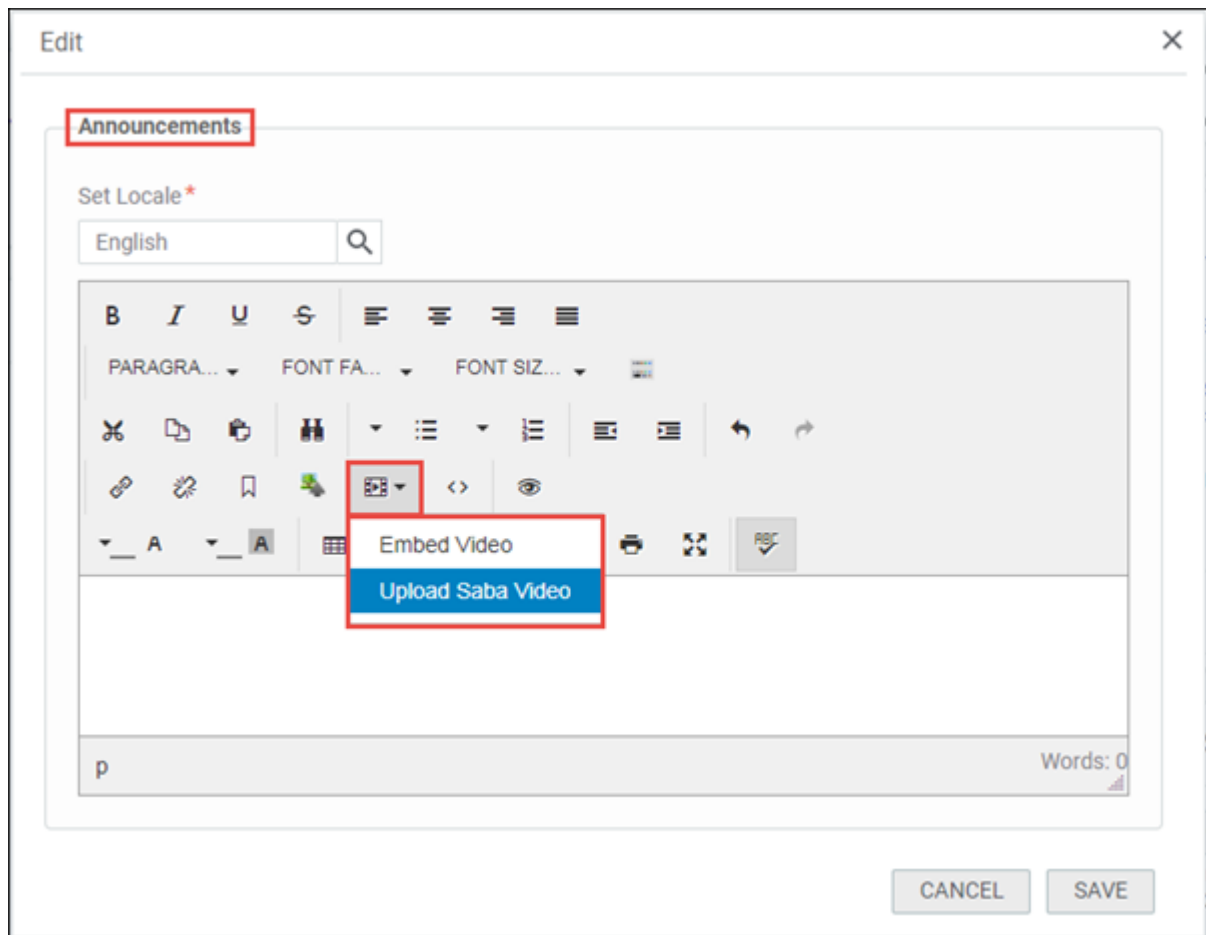 Edit
Announcements
Set Locale*
English
B I U S
PARAGRA... FONT FA... FONT SIZ...
A A ABC
Embed Video
Upload Saba Video
p
Words: 0
CANCEL SAVE